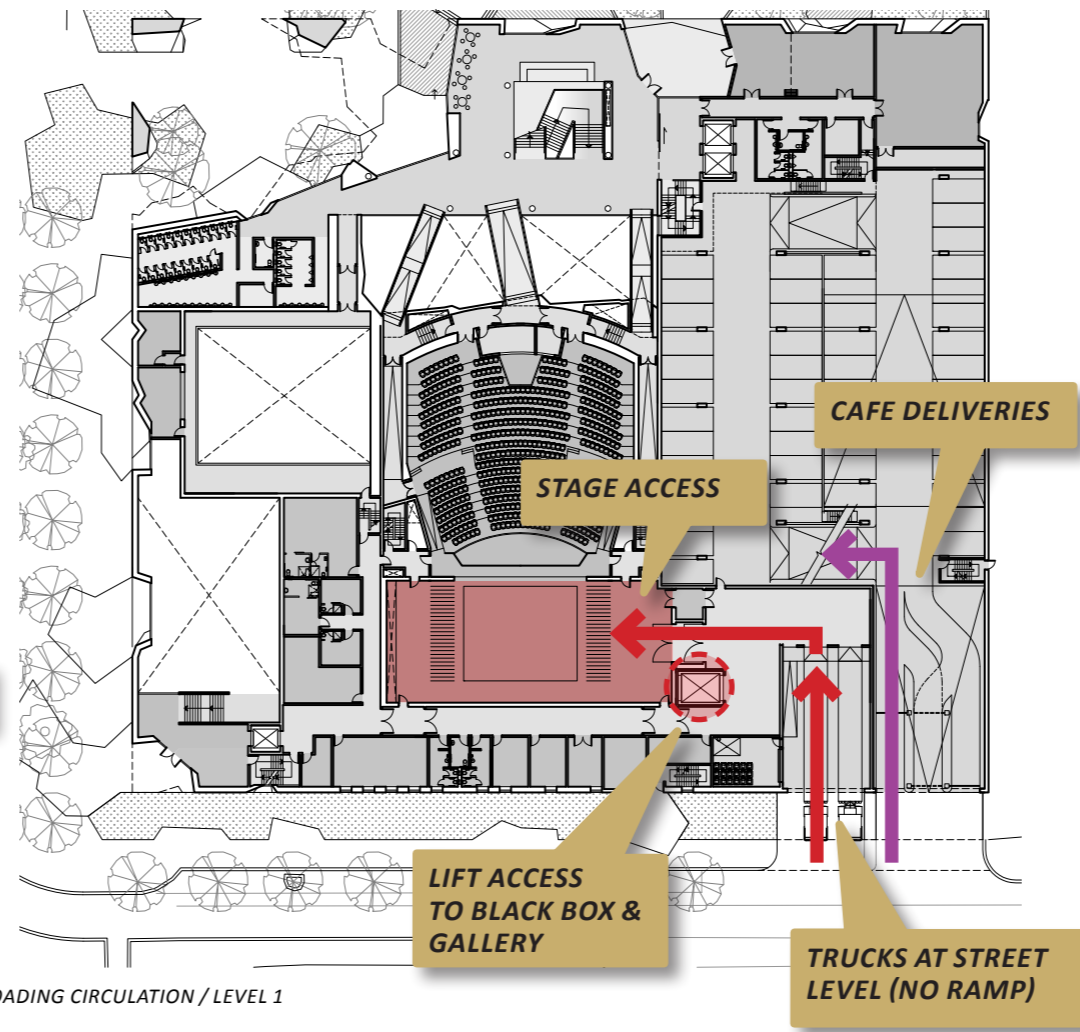 CAFE DELIVERIES
STAGE ACCESS
LIFT ACCESS
TO BLACK BOX &
GALLERY
TRUCKS AT STREET
LEVEL (NO RAMP)
OADING CIRCULATION / LEVEL 1